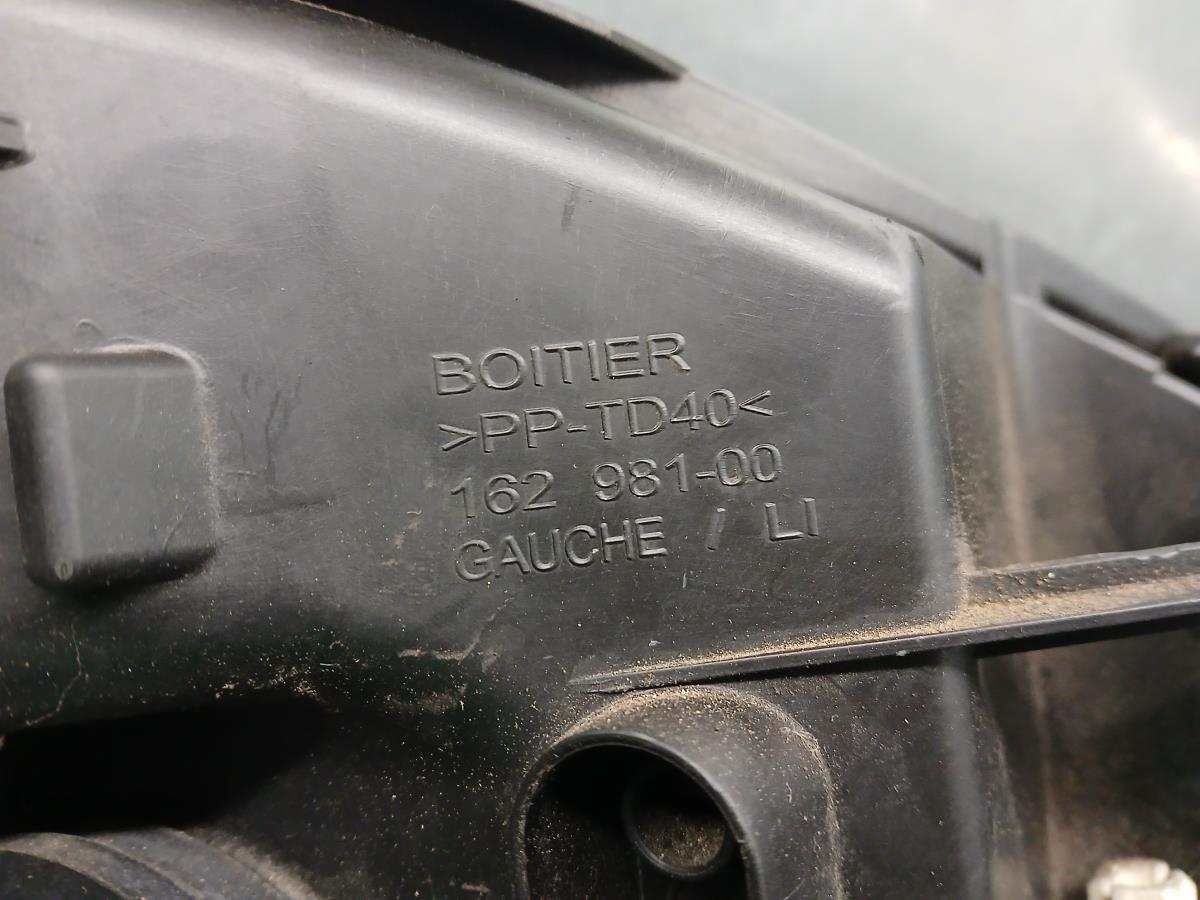 BOITIER
>PP-TD40<
162 981-00
GAUCHE / LI